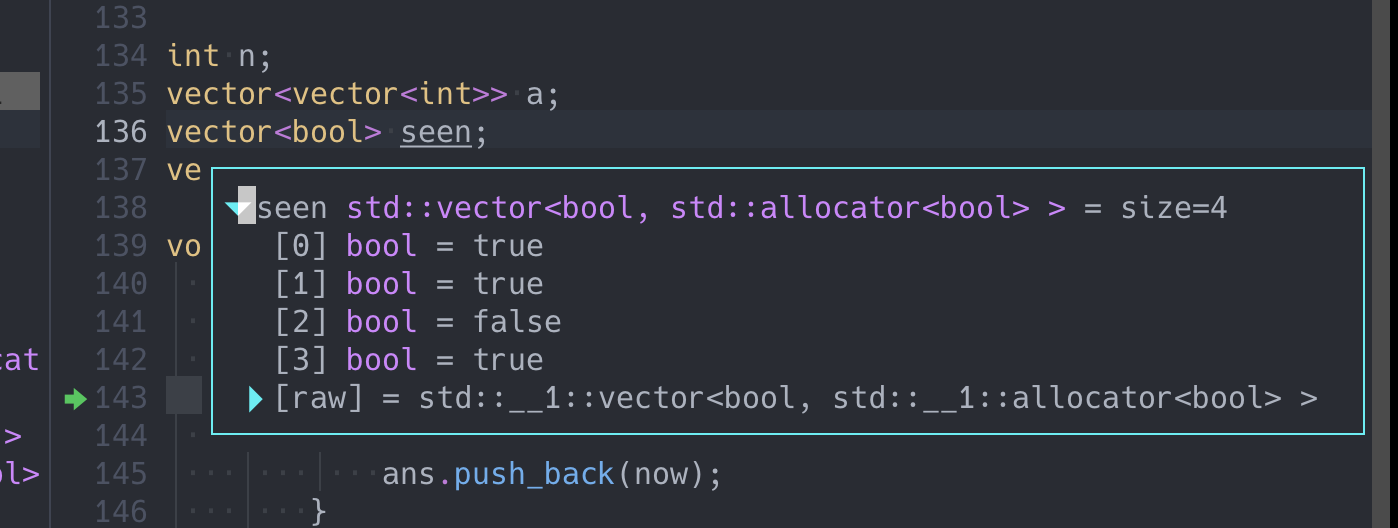 133
134 int n;
135 vector<vector<int>> a;
136 vector<bool> seen;
137 ve
138 seen std::vector<bool, std::allocator<bool> > = size=4
139 vo [0] bool = true
140 [1] bool = true
141 [2] bool = false
cat 142 [3] bool = true
143 [raw] = std::__1::vector<bool, std::__1::allocator<bool> >
> 144
ol> 145 ans.push_back(now);
146 }